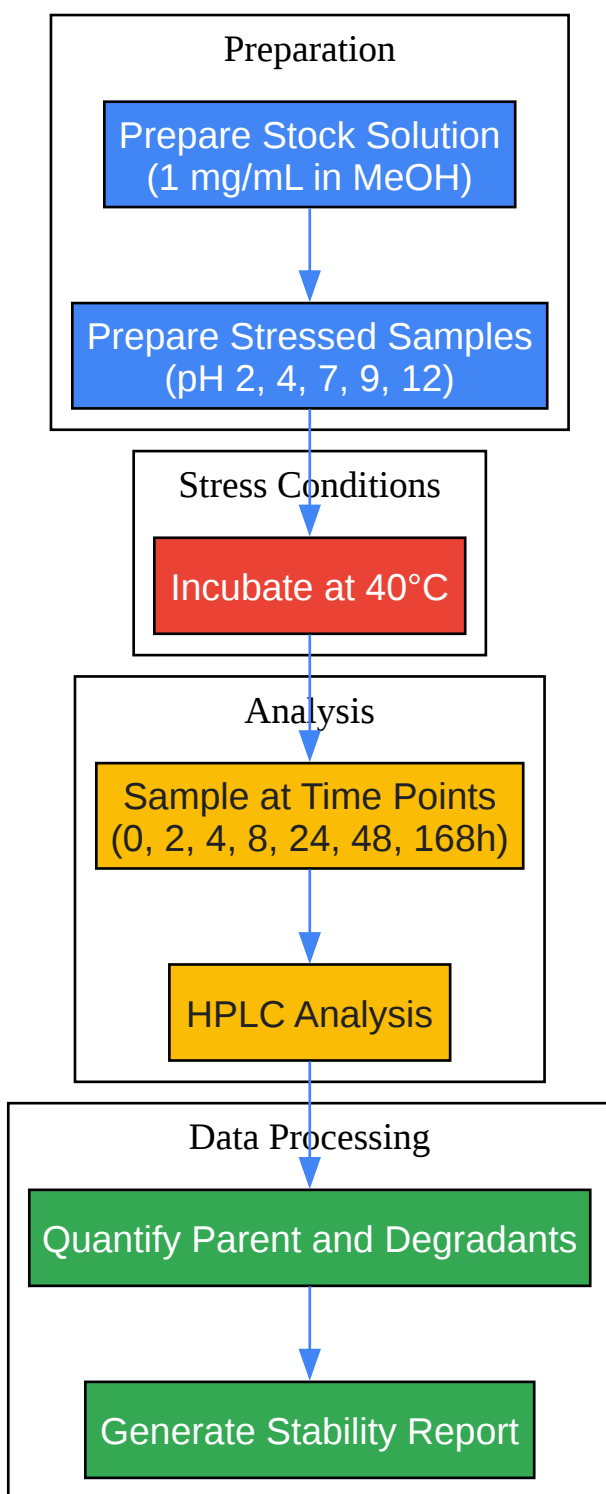 Preparation
Prepare Stock Solution
(1 mg/mL in MeOH)
Prepare Stressed Samples
(pH 2, 4, 7, 9, 12)
Stress Conditions
Incubate at 40°C
Analysis
Sample at Time Points
(0, 2, 4, 8, 24, 48, 168h)
HPLC Analysis
Data Processing
Quantify Parent and Degradants
Generate Stability Report